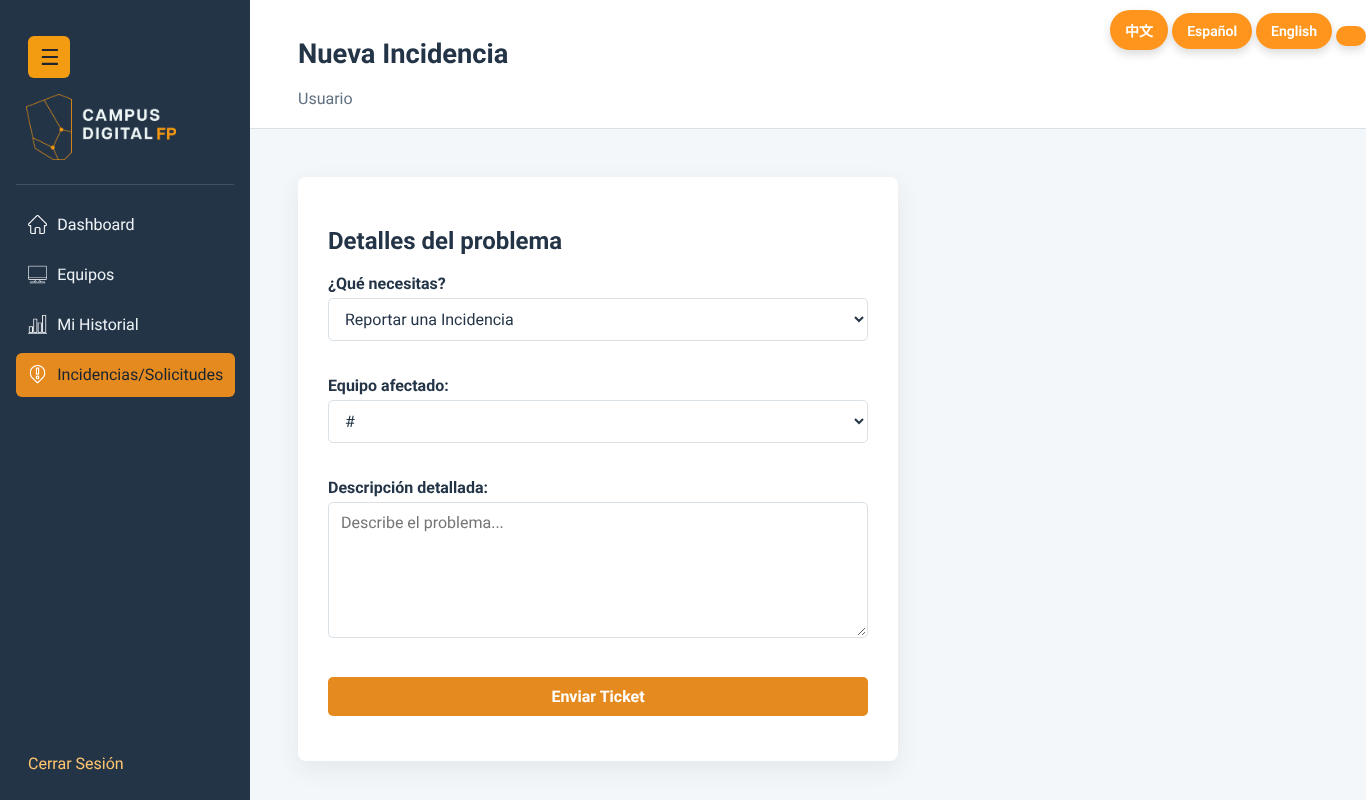 ☰
CAMPUS
DIGITAL FP
Dashboard
Equipos
Mi Historial
Incidencias/Solicitudes
Cerrar Sesión
中文
Español
English
Nueva Incidencia
Usuario
Detalles del problema
¿Qué necesitas?
Reportar una Incidencia
Equipo afectado:
#
Descripción detallada:
Describe el problema...
Enviar Ticket